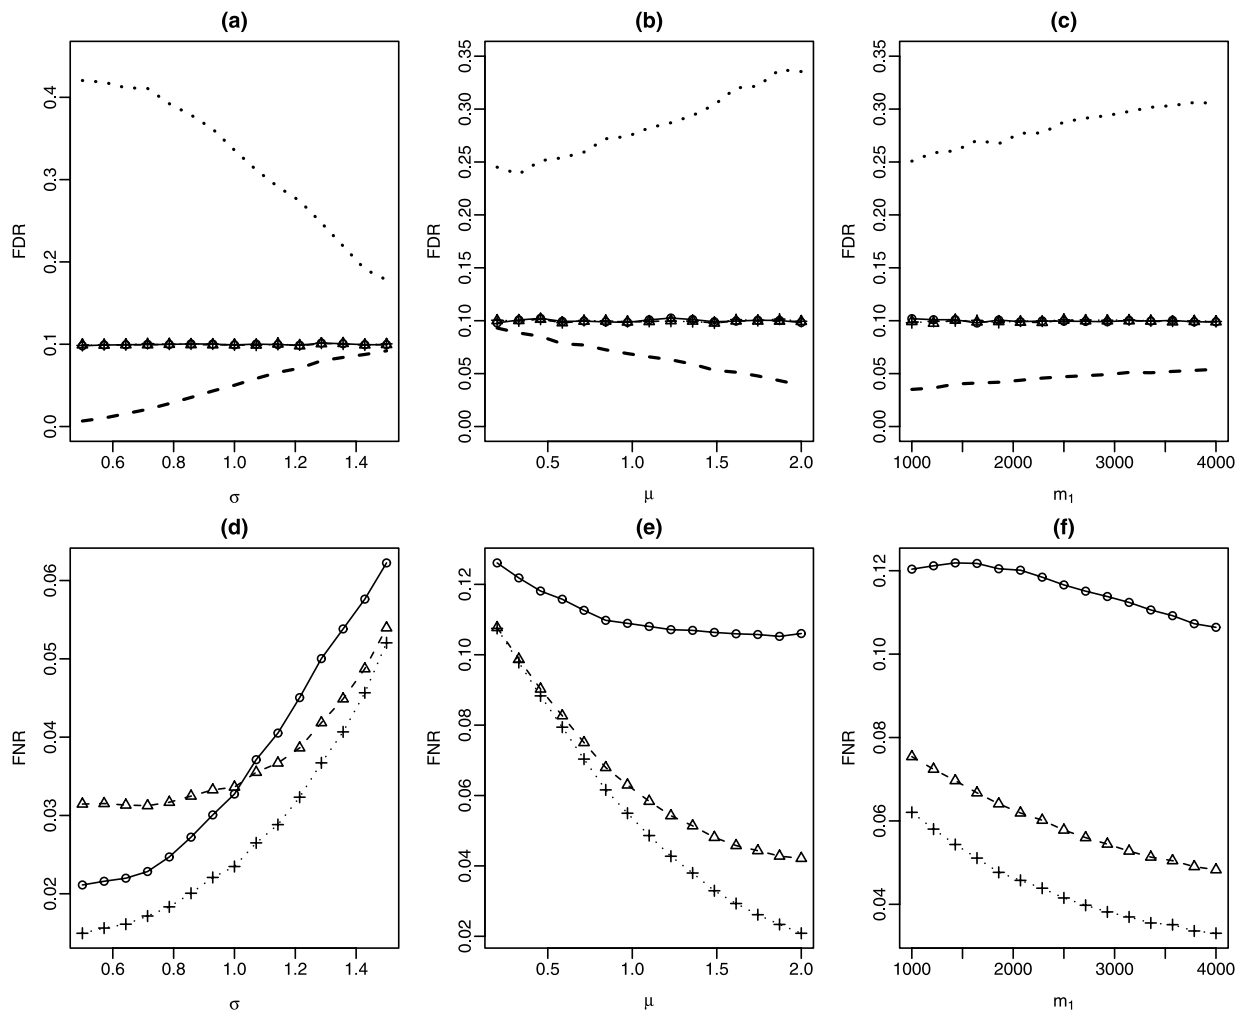 (a)
FDR
0.0 0.1 0.2 0.3 0.4
0.6 0.8 1.0 1.2 1.4
σ
(b)
FDR
0.00 0.05 0.10 0.15 0.20 0.25 0.30 0.35
0.5 1.0 1.5 2.0
μ
(c)
FDR
0.00 0.05 0.10 0.15 0.20 0.25 0.30 0.35
1000 2000 3000 4000
m₁
(d)
FNR
0.02 0.03 0.04 0.05 0.06
0.6 0.8 1.0 1.2 1.4
σ
(e)
FNR
0.02 0.04 0.06 0.08 0.10 0.12
0.5 1.0 1.5 2.0
μ
(f)
FNR
0.04 0.06 0.08 0.10 0.12
1000 2000 3000 4000
m₁